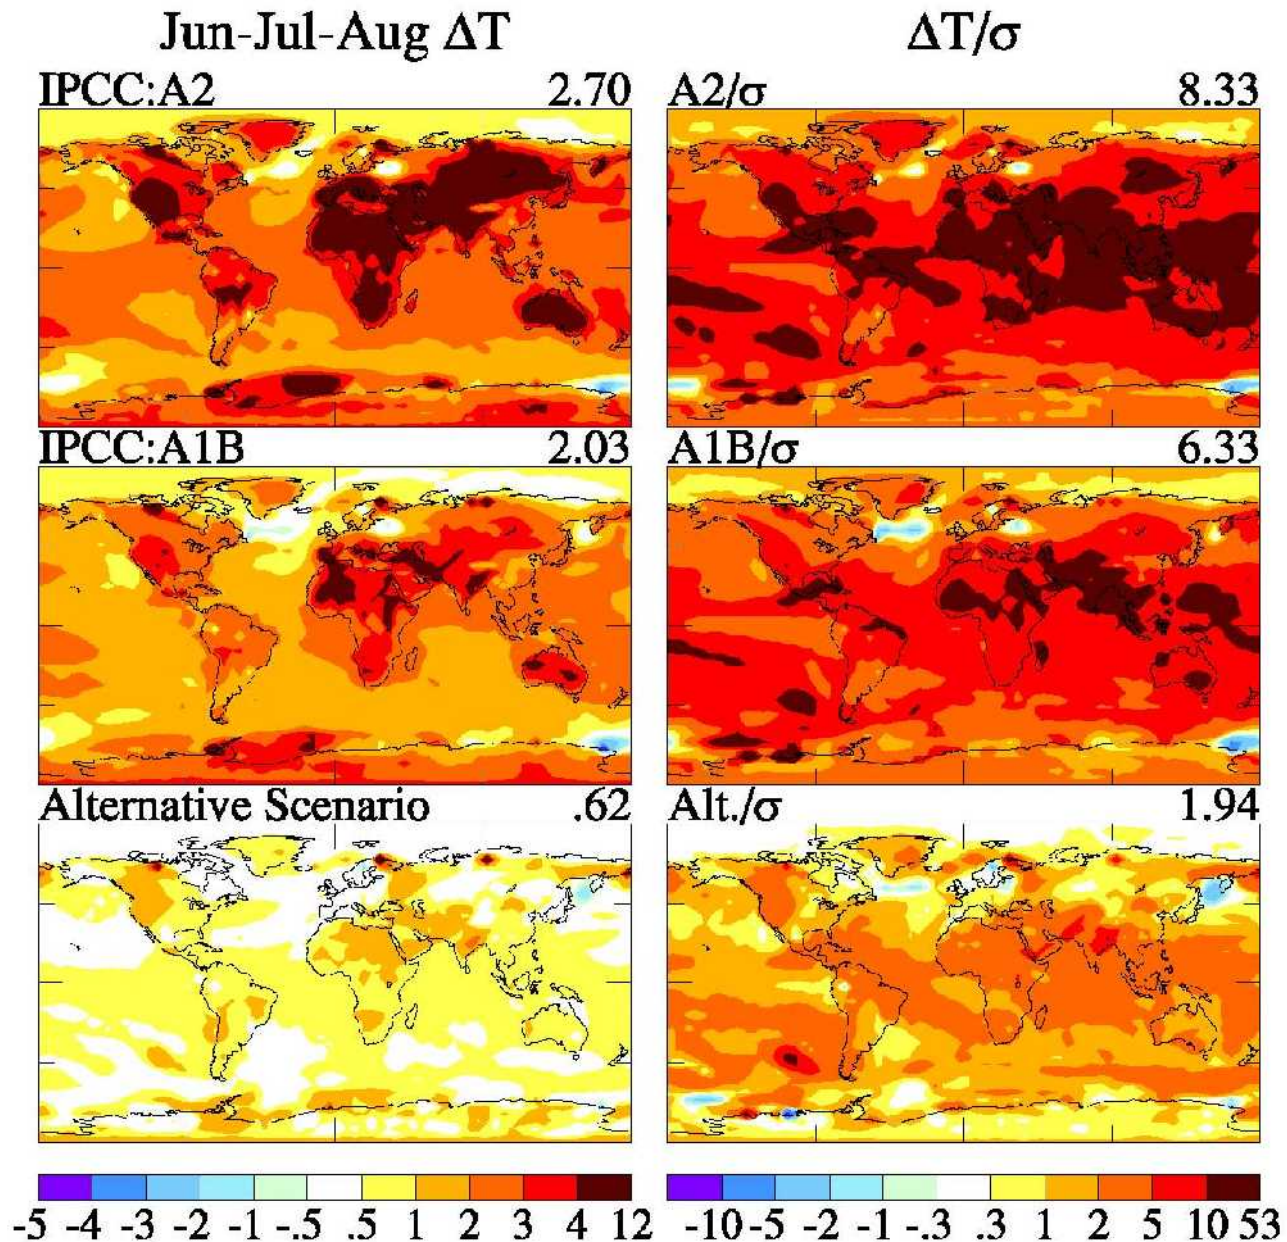 Jun-Jul-Aug ΔT ΔT/σ
IPCC:A2 2.70 A2/σ 8.33
IPCC:A1B 2.03 A1B/σ 6.33
Alternative Scenario .62 Alt./σ 1.94
-5 -4 -3 -2 -1 -.5 .5 1 2 3 4 12 -10 -5 -2 -1 -.3 .3 1 2 5 10 53